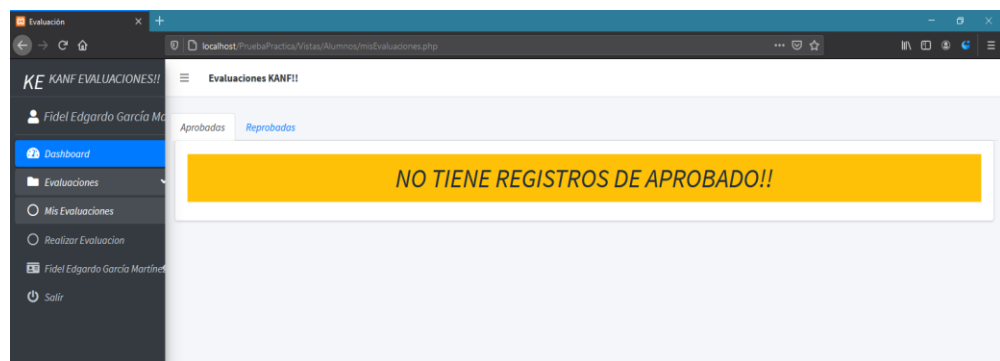 Evaluación
localhost/PruebaPractica/Vistas/Alumnos/misEvaluaciones.php
KE KANF EVALUACIONES!!
Evaluaciones KANF!!
Fidel Edgardo García Ma
Aprobadas Reprobadas
Dashboard
NO TIENE REGISTROS DE APROBADO!!
Evaluaciones
Mis Evaluaciones
Realizar Evaluacion
Fidel Edgardo García Martínez
Salir